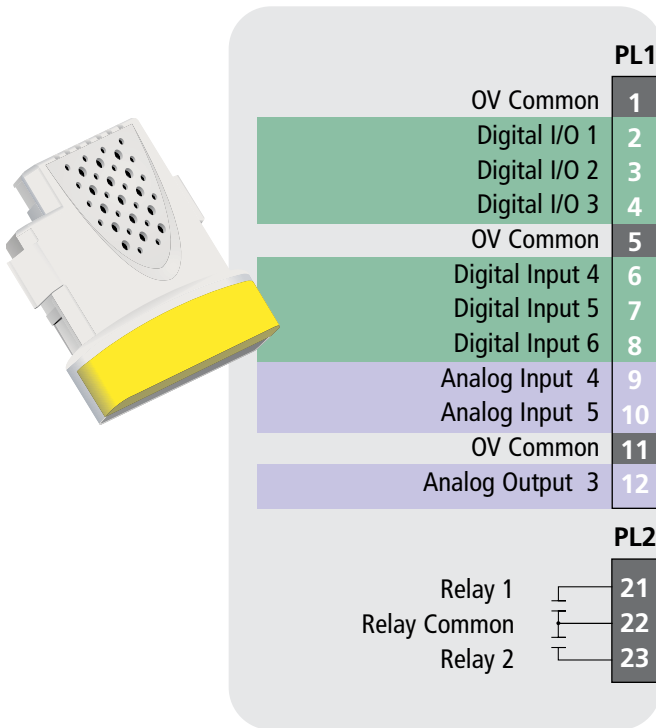 PL1
OV Common 1
Digital I/O 1 2
Digital I/O 2 3
Digital I/O 3 4
OV Common 5
Digital Input 4 6
Digital Input 5 7
Digital Input 6 8
Analog Input 4 9
Analog Input 5 10
OV Common 11
Analog Output 3 12
PL2
Relay 1 21
Relay Common 22
Relay 2 23